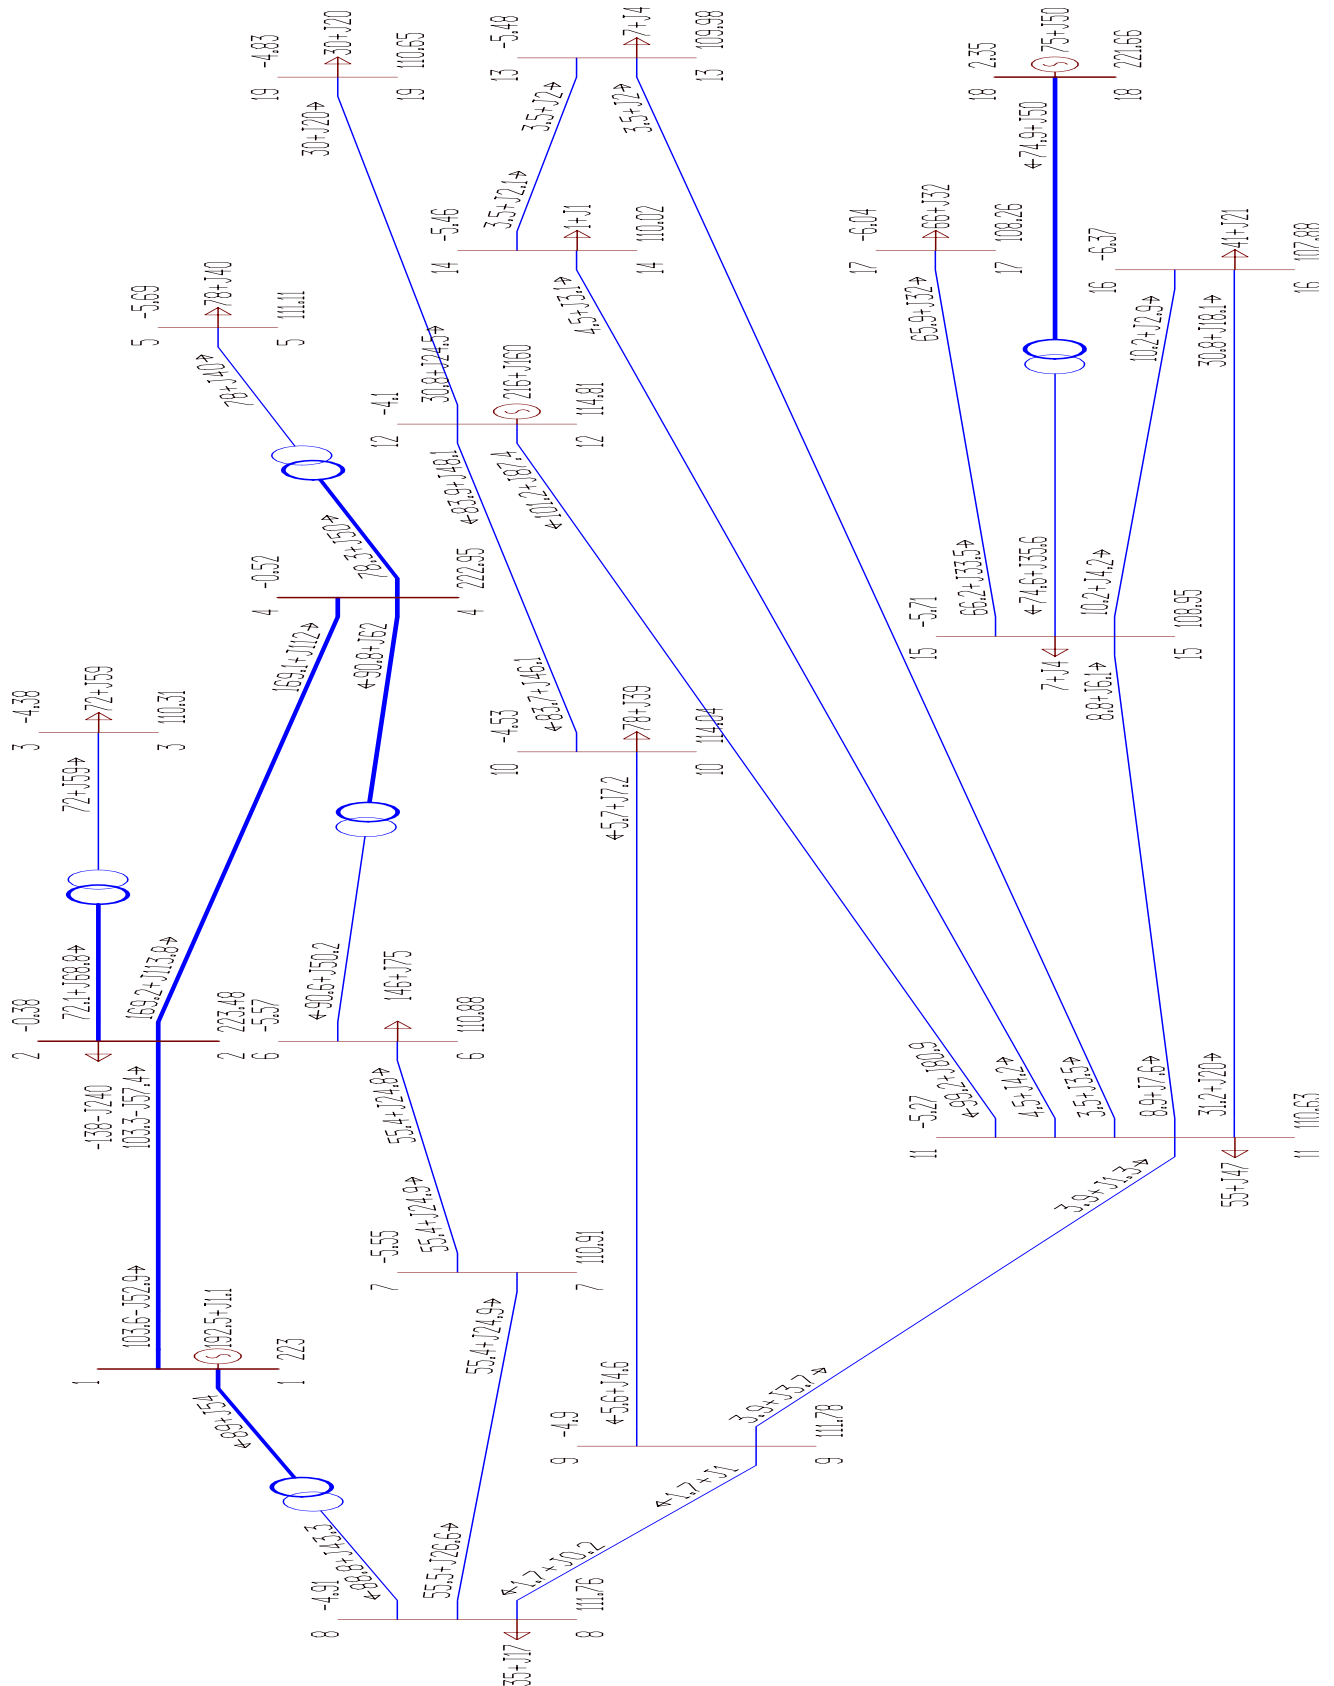 19
-4.83
30+J20
19
110.65
30+J20
13
-5.48
7+J4
13
109.98
3.5+J2
3.5+J2
18
2.35
75+J50
18
221.66
74.9+J50
14
-5.46
3.5+J2.1
1+J1
14
110.02
4.5+J3.1
17
-6.04
66+J32
17
108.26
65.9+J32
16
-6.37
41+J21
16
107.88
10.2+J2.9
30.8+J18.1
5
-5.69
78+J40
5
111.11
78+J40
12
-4.1
30.8+J24.5
216+J160
12
114.81
83.9+J48.1
101.2+J87.4
4
-0.52
78.3+J50
4
222.95
169.1+J112
90.8+J62
15
-5.71
66.2+J33.5
74.6+J35.6
10.2+J4.2
7+J4
8.8+J6.1
15
108.95
3
-4.38
72+J59
3
110.31
72+J59
10
-4.53
83.7+J46.1
78+J39
10
114.04
5.7+J7.2
2
-0.38
72.1+J68.8
169.2+J113.8
-138-J240
103.3-J57.4
2
223.48
6
-5.57
90.6+J50.2
146+J75
6
110.88
55.4+J24.8
11
-5.27
99.2+J80.9
4.5+J4.2
3.5+J3.5
8.9+J7.6
31.2+J20
55+J47
3.9+J1.3
11
110.63
7
-5.55
55.4+J24.9
7
110.91
55.4+J24.9
1
103.6-J52.9
192.5+J1.1
1
223
89+J54
9
-4.9
5.6+J4.6
3.9+J3.7
9
111.78
1.7+J1
8
-4.91
88.8+J43.3
55.5+J26.6
1.7+J0.2
35+J17
8
111.76